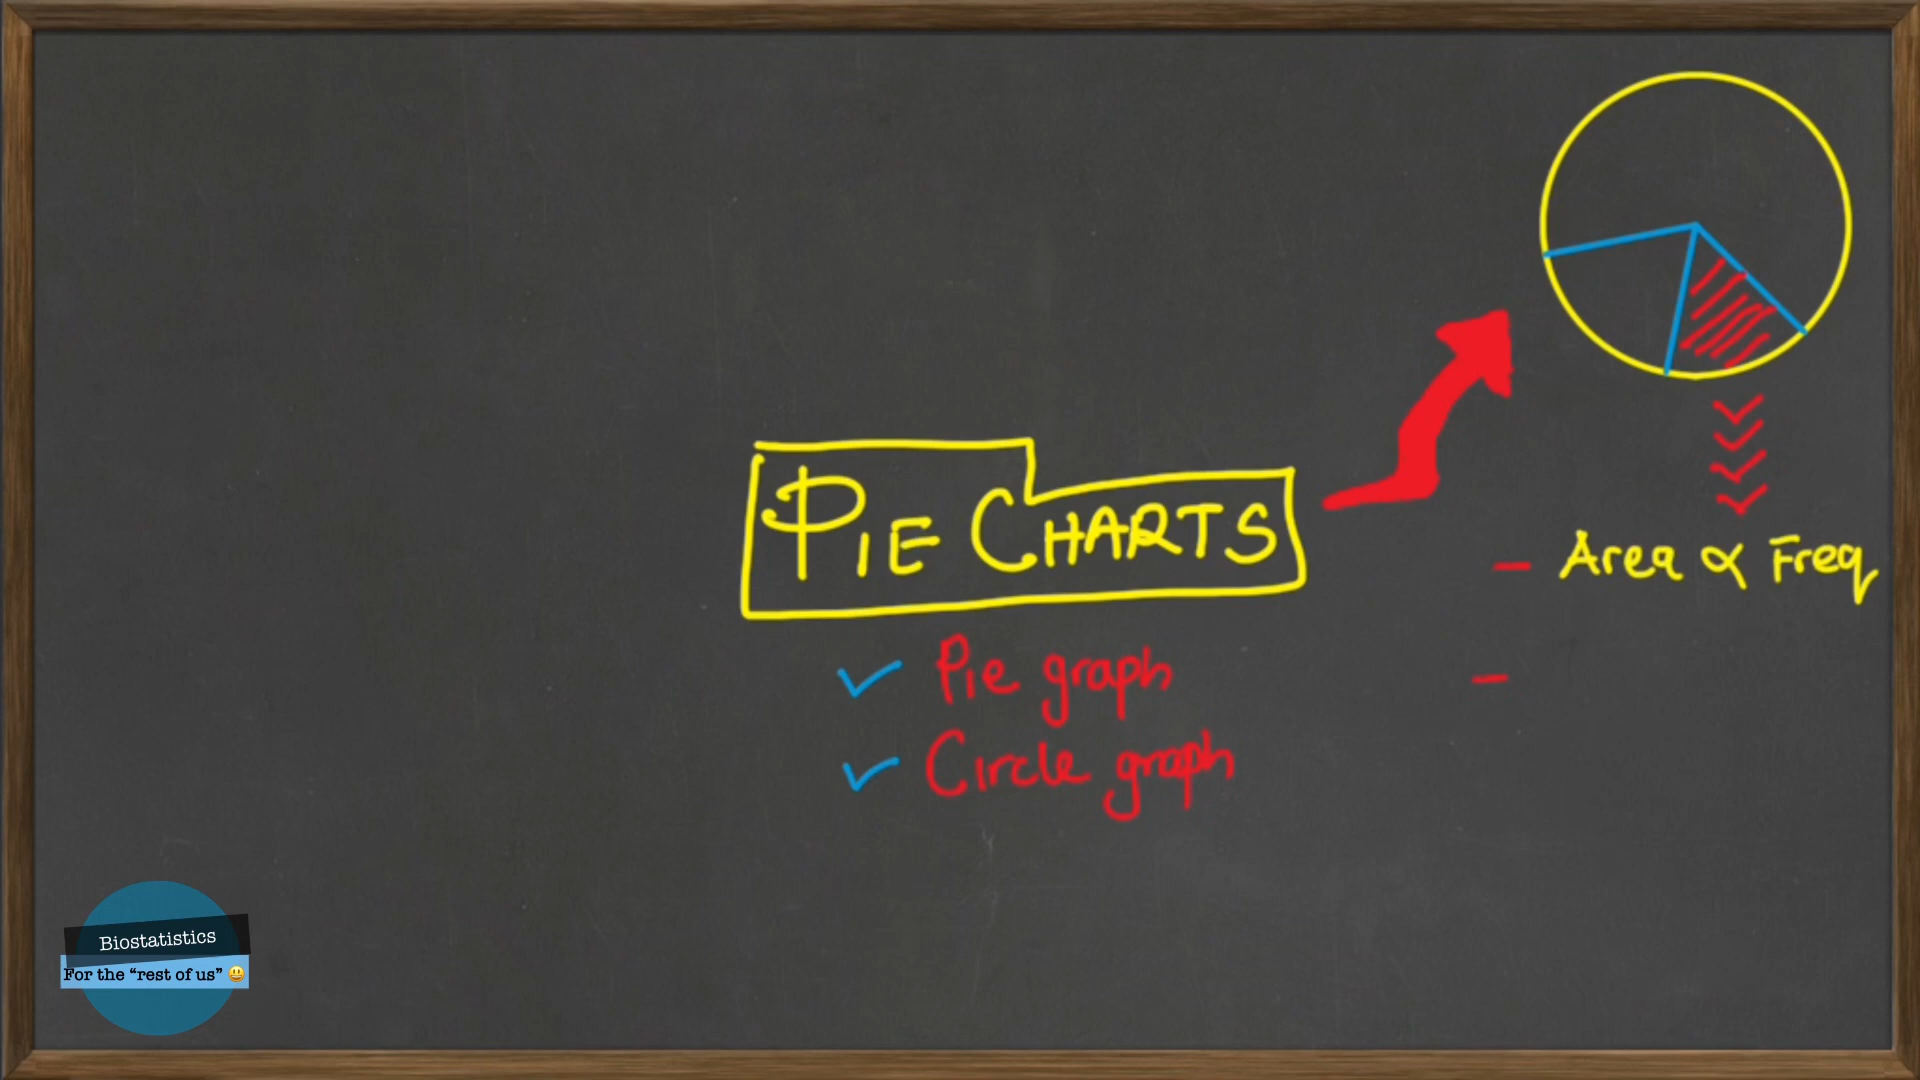 PIE CHARTS
✓ Pie graph
✓ Circle graph
- Area ∝ Freq
-
Biostatistics
For the “rest of us” 😃